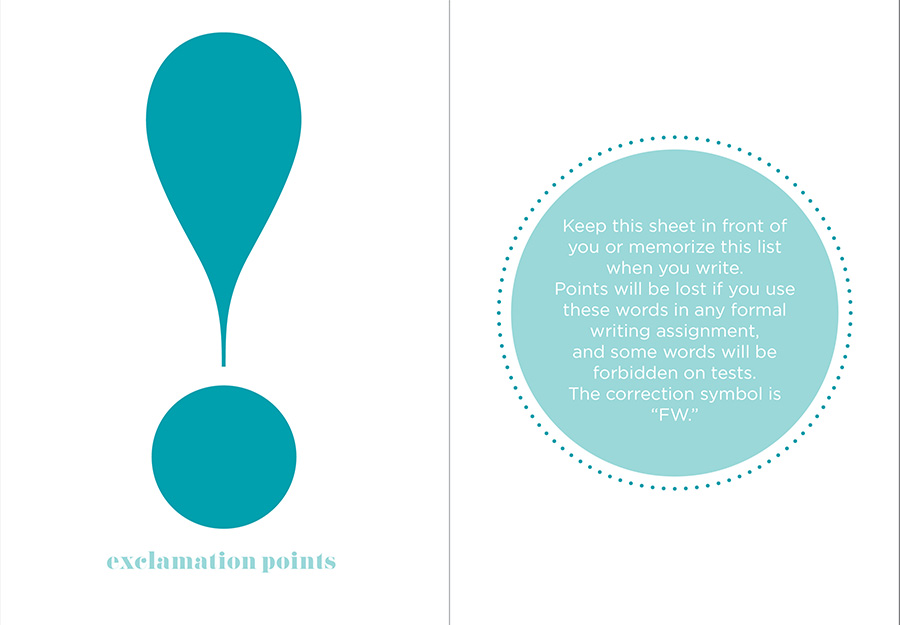 !
exclamation points
Keep this sheet in front of
you or memorize this list
when you write.
Points will be lost if you use
these words in any formal
writing assignment,
and some words will be
forbidden on tests.
The correction symbol is
“FW.”